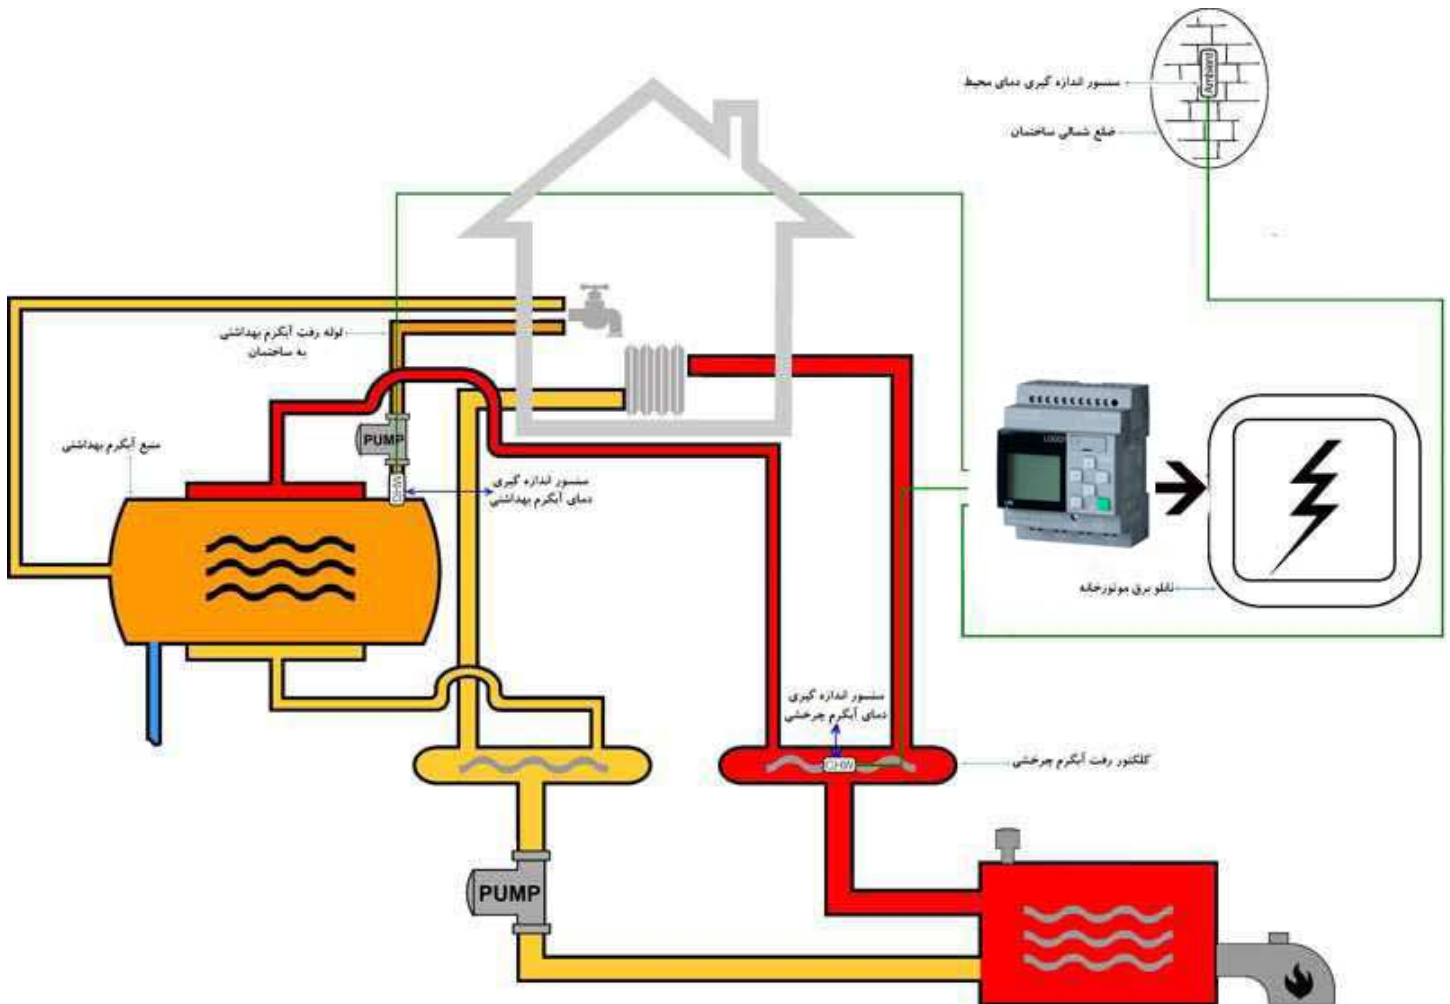 Ambient
سنسور اندازه گیری دمای محیط
ضلع شمالی ساختمان
لوله رفت آبگرم بهداشتی
به ساختمان
منبع آبگرم بهداشتی
PUMP
سنسور اندازه گیری
دمای آبگرم بهداشتی
تابلو برق موتورخانه
سنسور اندازه گیری
دمای آبگرم چرخشی
CHW
کلکتور رفت آبگرم چرخشی
PUMP